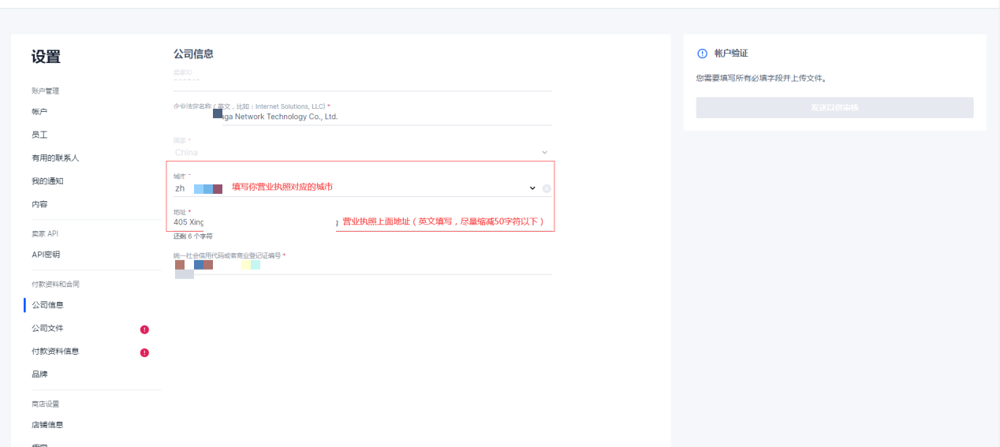 设置
账户管理
帐户
员工
有用的联系人
我的通知
内容
卖家 API
API密钥
付款资料和合同
公司信息
公司文件
付款资料信息
品牌
商店设置
店铺信息
公司信息
卖家ID
企业法定名称（英文，比如：Internet Solutions, LLC) *
nga Network Technology Co., Ltd.
国家 *
China
城市 *
zh 填写你营业执照对应的城市
地址 *
405 Xing 营业执照上面地址（英文填写，尽量缩减50字符以下）
还剩 6 个字符
统一社会信用代码或者商业登记证编号 *
帐户验证
您需要填写所有必填字段并上传文件。
发送以供审核